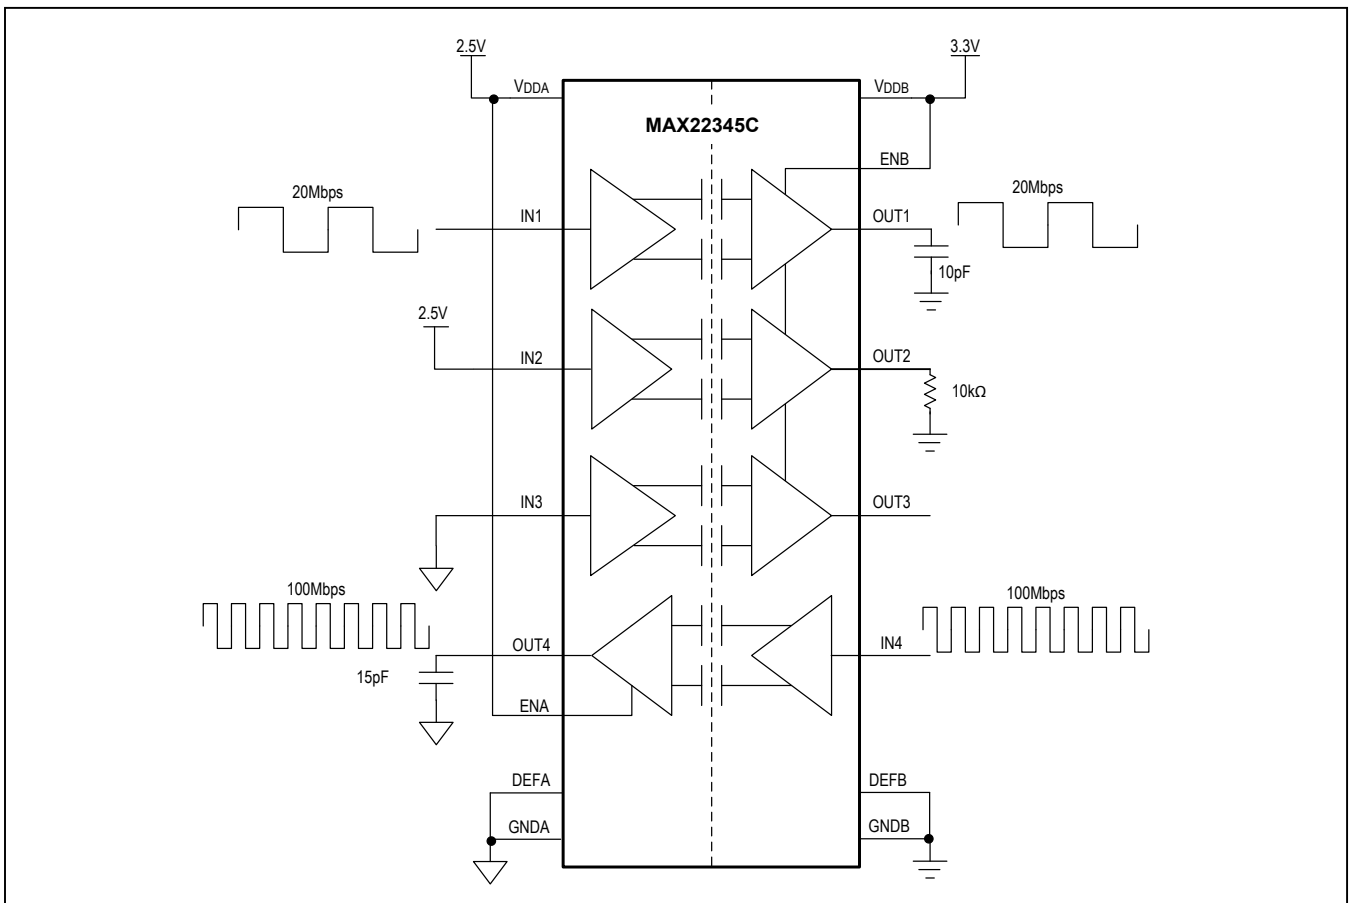 2.5V
3.3V
VDDA
VDDB
MAX22345C
ENB
20Mbps
20Mbps
IN1
OUT1
10pF
2.5V
IN2
OUT2
10kΩ
IN3
OUT3
100Mbps
100Mbps
OUT4
IN4
15pF
ENA
DEFA
DEFB
GNDA
GNDB